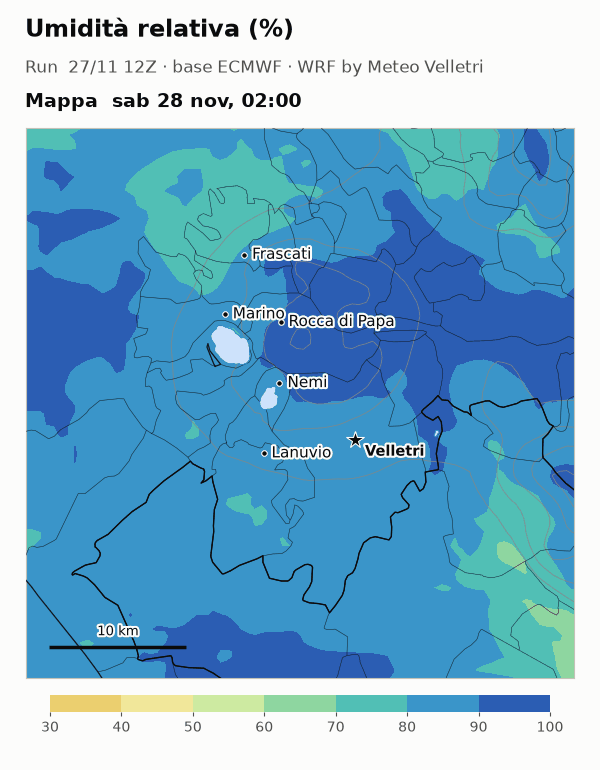 Umidità relativa (%)
Run  27/11 12Z · base ECMWF · WRF by Meteo Velletri
Mappa  sab 28 nov, 02:00
Frascati
Marino
Rocca di Papa
Nemi
Velletri
Lanuvio
10 km
30 40 50 60 70 80 90 100